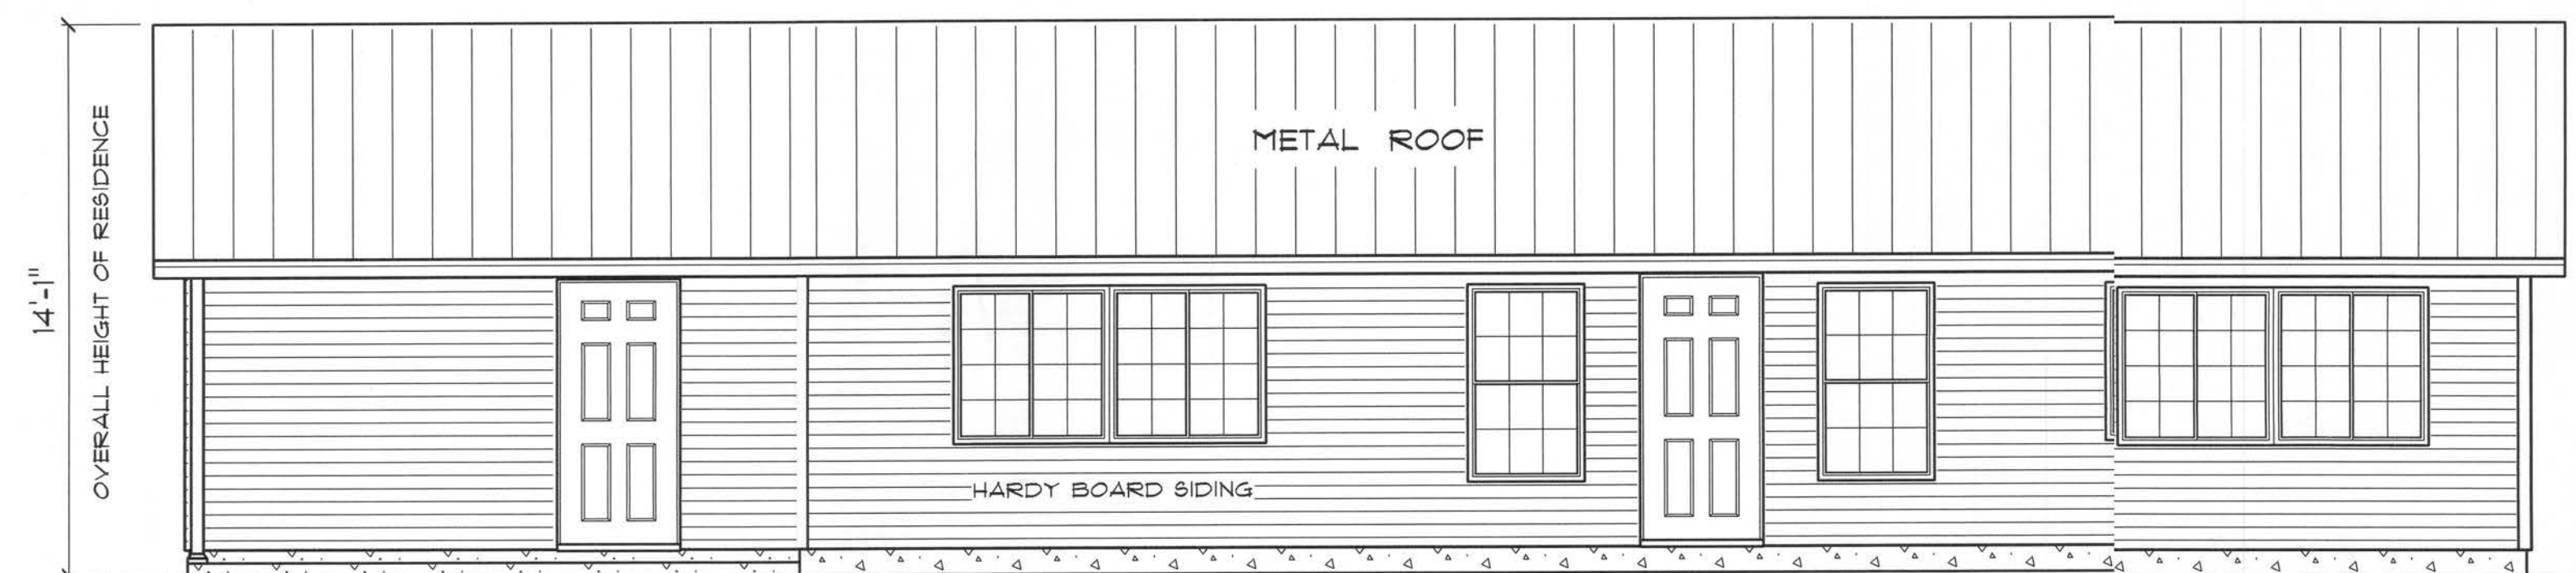 14'-1"
OVERALL HEIGHT OF RESIDENCE
METAL ROOF
HARDY BOARD SIDING